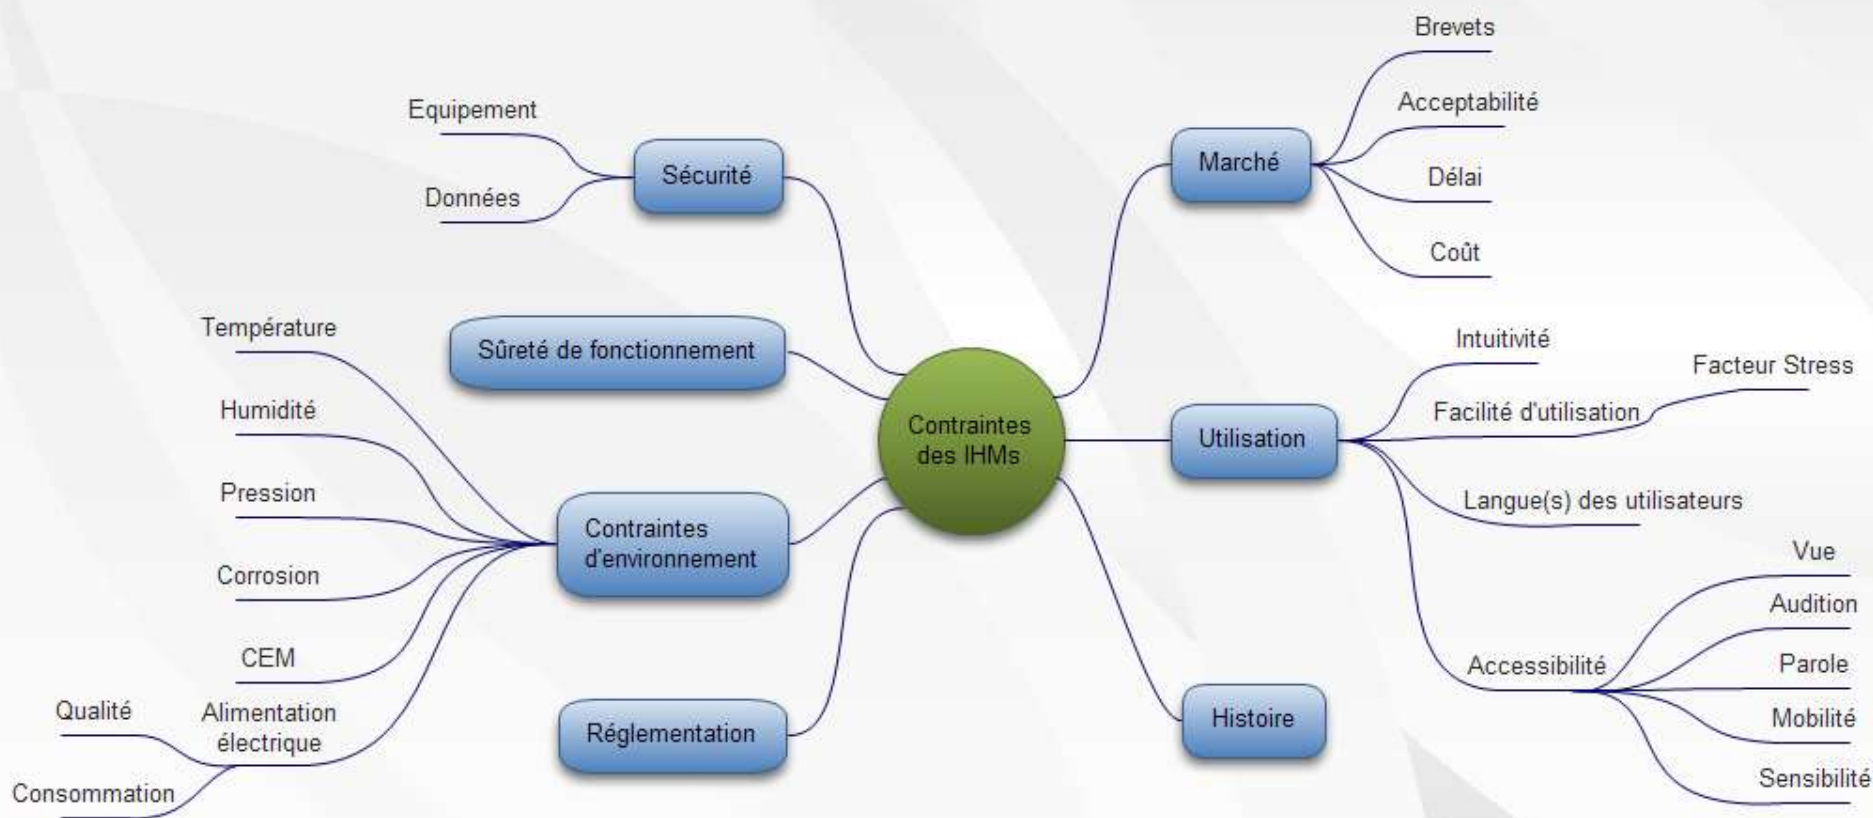 Contraintes
des IHMs
Sécurité
Equipement
Données
Sûreté de fonctionnement
Contraintes
d'environnement
Température
Humidité
Pression
Corrosion
CEM
Alimentation
électrique
Qualité
Consommation
Réglementation
Marché
Brevets
Acceptabilité
Délai
Coût
Utilisation
Intuitivité
Facilité d'utilisation
Facteur Stress
Langue(s) des utilisateurs
Accessibilité
Vue
Audition
Parole
Mobilité
Sensibilité
Histoire